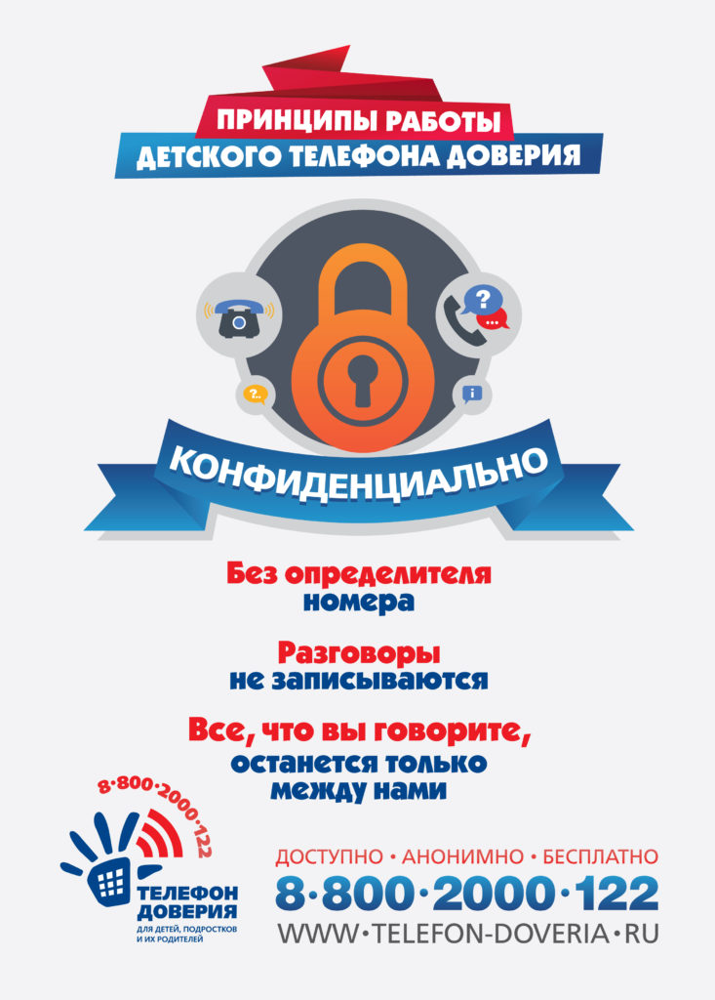 ПРИНЦИПЫ РАБОТЫ
ДЕТСКОГО ТЕЛЕФОНА ДОВЕРИЯ
?
...
?..
i
КОНФИДЕНЦИАЛЬНО
Без определителя
номера
Разговоры
не записываются
Все, что вы говорите,
останется только
между нами
8·800·2000·122
ТЕЛЕФОН
ДОВЕРИЯ
ДЛЯ ДЕТЕЙ, ПОДРОСТКОВ
И ИХ РОДИТЕЛЕЙ
ДОСТУПНО · АНОНИМНО · БЕСПЛАТНО
8·800·2000·122
WWW·TELEFON-DOVERIA·RU